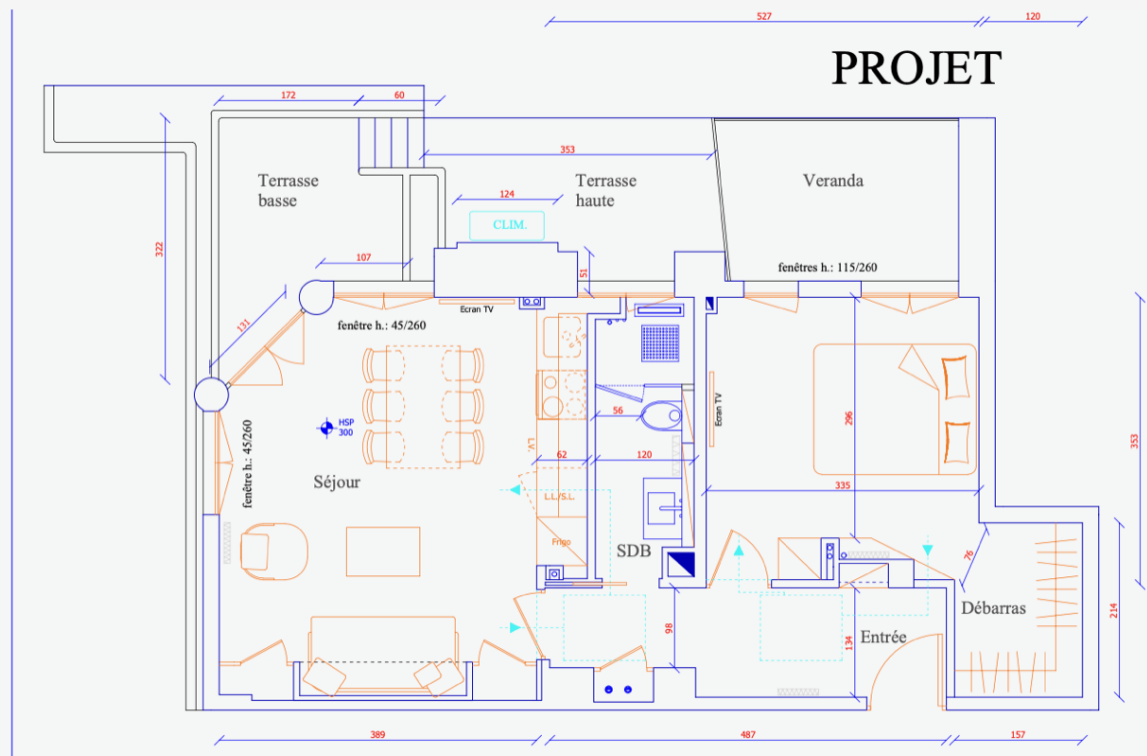 527
120
PROJET
172
60
353
Terrasse
basse
Terrasse
haute
Veranda
124
CLIM.
322
107
51
fenêtres h.: 115/260
131
Ecran TV
fenêtre h.: 45/260
HSP
300
fenêtre h.: 45/260
Ecran TV
56
296
353
L.V.
62
120
335
Séjour
L.L./S.L.
Frigo
SDB
76
Débarras
214
98
134
Entrée
389
487
157